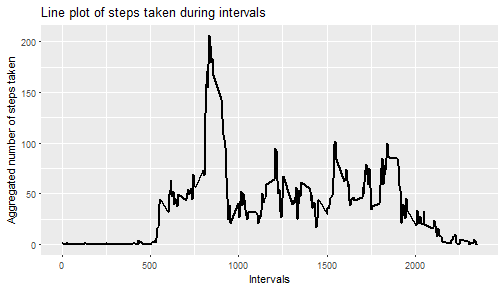 Line plot of steps taken during intervals
Aggregated number of steps taken
200
150
100
50
0
0 500 1000 1500 2000
Intervals